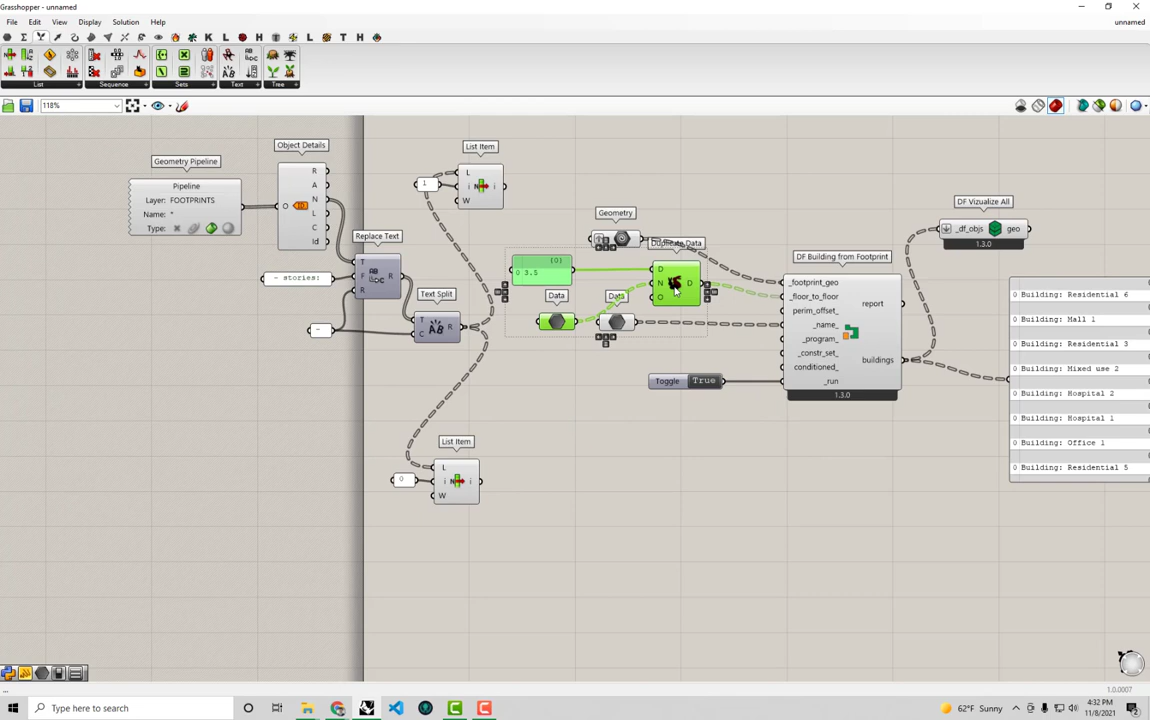 Grasshopper - unnamed
File Edit View Display Solution Help
unnamed
List Sequence Sets Text Tree
118%
Geometry Pipeline
Pipeline
Layer: FOOTPRINTS
Name: *
Type:
Object Details
O R
A
N
L
C
Id
Replace Text
T
F R
R
- stories:
-
Text Split
T
C R
List Item
1
L
i i
W
List Item
0
L
i i
W
Geometry
{0}
0 3.5
Data
Data
Duplicate Data
D
N D
O
Toggle True
DF Building from Footprint
_footprint_geo
_floor_to_floor
perim_offset_
_name_
_program_
_constr_set_
conditioned_
_run
report
buildings
1.3.0
DF Vizualize All
_df_objs geo
1.3.0
0 Building: Residential 6
0 Building: Mall 1
0 Building: Residential 3
0 Building: Mixed use 2
0 Building: Hospital 2
0 Building: Hospital 1
0 Building: Office 1
0 Building: Residential 5
...
1.0.0007
Type here to search
62°F Sunny
4:32 PM
11/8/2021